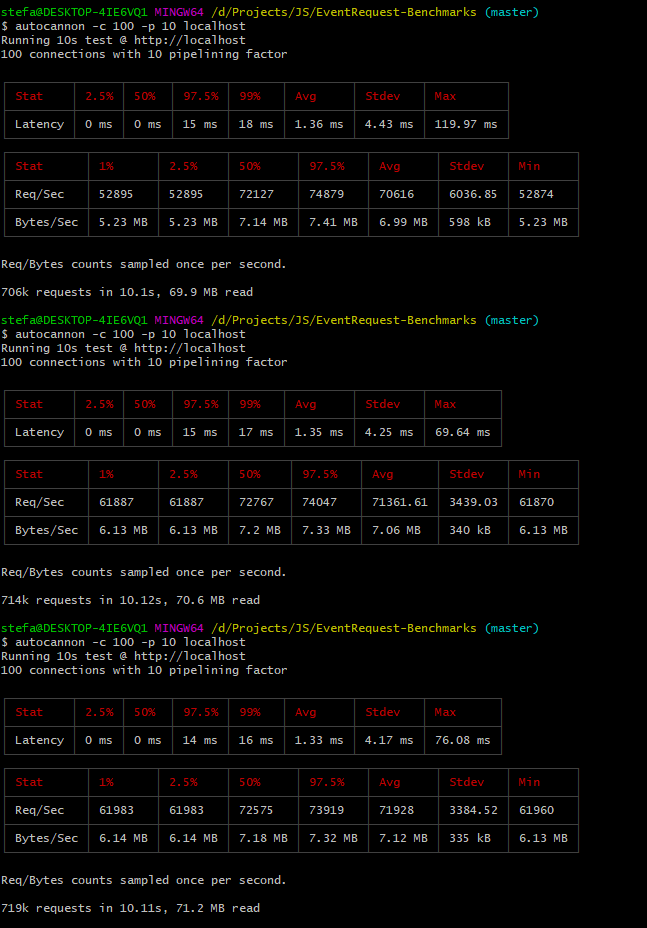 stefa@DESKTOP-4IE6VQ1 MINGW64 /d/Projects/JS/EventRequest-Benchmarks (master)
$ autocannon -c 100 -p 10 localhost
Running 10s test @ http://localhost
100 connections with 10 pipelining factor
Stat 2.5% 50% 97.5% 99% Avg Stdev Max
Latency 0 ms 0 ms 15 ms 18 ms 1.36 ms 4.43 ms 119.97 ms
Stat 1% 2.5% 50% 97.5% Avg Stdev Min
Req/Sec 52895 52895 72127 74879 70616 6036.85 52874
Bytes/Sec 5.23 MB 5.23 MB 7.14 MB 7.41 MB 6.99 MB 598 kB 5.23 MB
Req/Bytes counts sampled once per second.
706k requests in 10.1s, 69.9 MB read
stefa@DESKTOP-4IE6VQ1 MINGW64 /d/Projects/JS/EventRequest-Benchmarks (master)
$ autocannon -c 100 -p 10 localhost
Running 10s test @ http://localhost
100 connections with 10 pipelining factor
Stat 2.5% 50% 97.5% 99% Avg Stdev Max
Latency 0 ms 0 ms 15 ms 17 ms 1.35 ms 4.25 ms 69.64 ms
Stat 1% 2.5% 50% 97.5% Avg Stdev Min
Req/Sec 61887 61887 72767 74047 71361.61 3439.03 61870
Bytes/Sec 6.13 MB 6.13 MB 7.2 MB 7.33 MB 7.06 MB 340 kB 6.13 MB
Req/Bytes counts sampled once per second.
714k requests in 10.12s, 70.6 MB read
stefa@DESKTOP-4IE6VQ1 MINGW64 /d/Projects/JS/EventRequest-Benchmarks (master)
$ autocannon -c 100 -p 10 localhost
Running 10s test @ http://localhost
100 connections with 10 pipelining factor
Stat 2.5% 50% 97.5% 99% Avg Stdev Max
Latency 0 ms 0 ms 14 ms 16 ms 1.33 ms 4.17 ms 76.08 ms
Stat 1% 2.5% 50% 97.5% Avg Stdev Min
Req/Sec 61983 61983 72575 73919 71928 3384.52 61960
Bytes/Sec 6.14 MB 6.14 MB 7.18 MB 7.32 MB 7.12 MB 335 kB 6.13 MB
Req/Bytes counts sampled once per second.
719k requests in 10.11s, 71.2 MB read